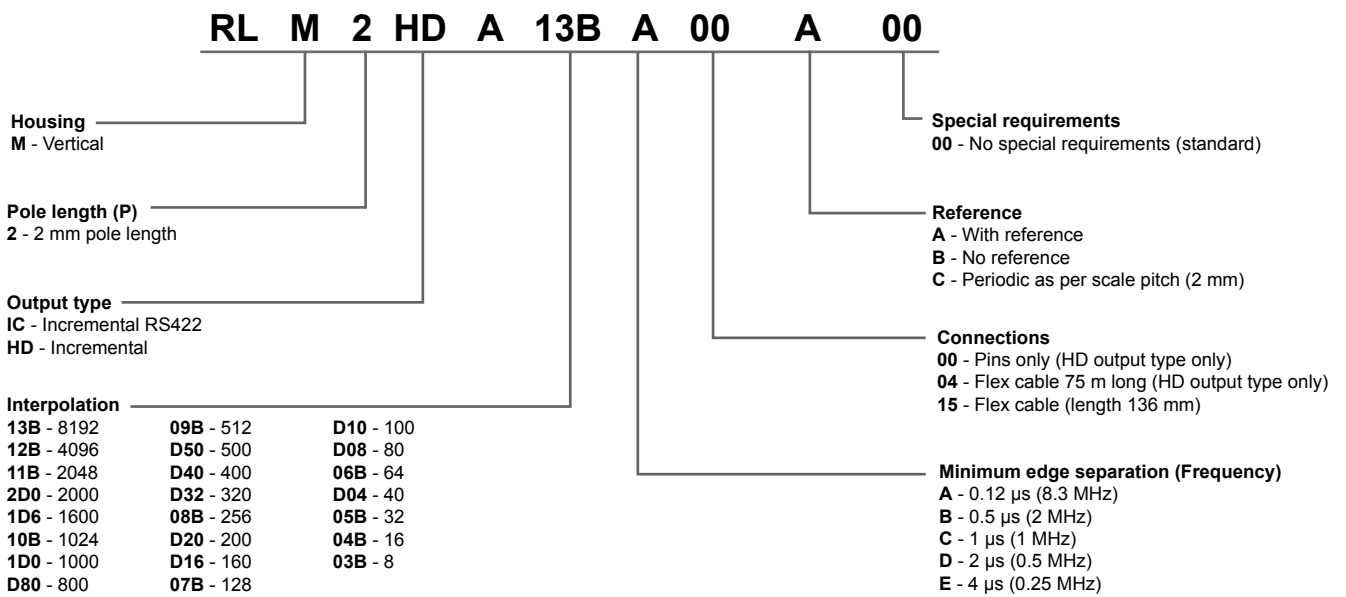 RL M 2 HD A 13B A 00 A 00
Housing
M - Vertical
Pole length (P)
2 - 2 mm pole length
Output type
IC - Incremental RS422
HD - Incremental
Interpolation
13B - 8192
12B - 4096
11B - 2048
2D0 - 2000
1D6 - 1600
10B - 1024
1D0 - 1000
D80 - 800
09B - 512
D50 - 500
D40 - 400
D32 - 320
08B - 256
D20 - 200
D16 - 160
07B - 128
D10 - 100
D08 - 80
06B - 64
D04 - 40
05B - 32
04B - 16
03B - 8
Special requirements
00 - No special requirements (standard)
Reference
A - With reference
B - No reference
C - Periodic as per scale pitch (2 mm)
Connections
00 - Pins only (HD output type only)
04 - Flex cable 75 m long (HD output type only)
15 - Flex cable (length 136 mm)
Minimum edge separation (Frequency)
A - 0.12 µs (8.3 MHz)
B - 0.5 µs (2 MHz)
C - 1 µs (1 MHz)
D - 2 µs (0.5 MHz)
E - 4 µs (0.25 MHz)